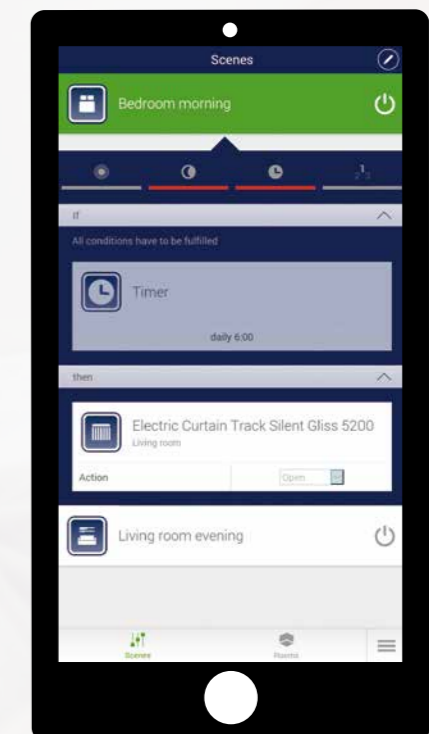 Scenes
Bedroom morning
If
All conditions have to be fulfilled
Timer
daily 6:00
then
Electric Curtain Track Silent Gliss 5200
Living room
Action
Open
Living room evening
Scenes
Rooms